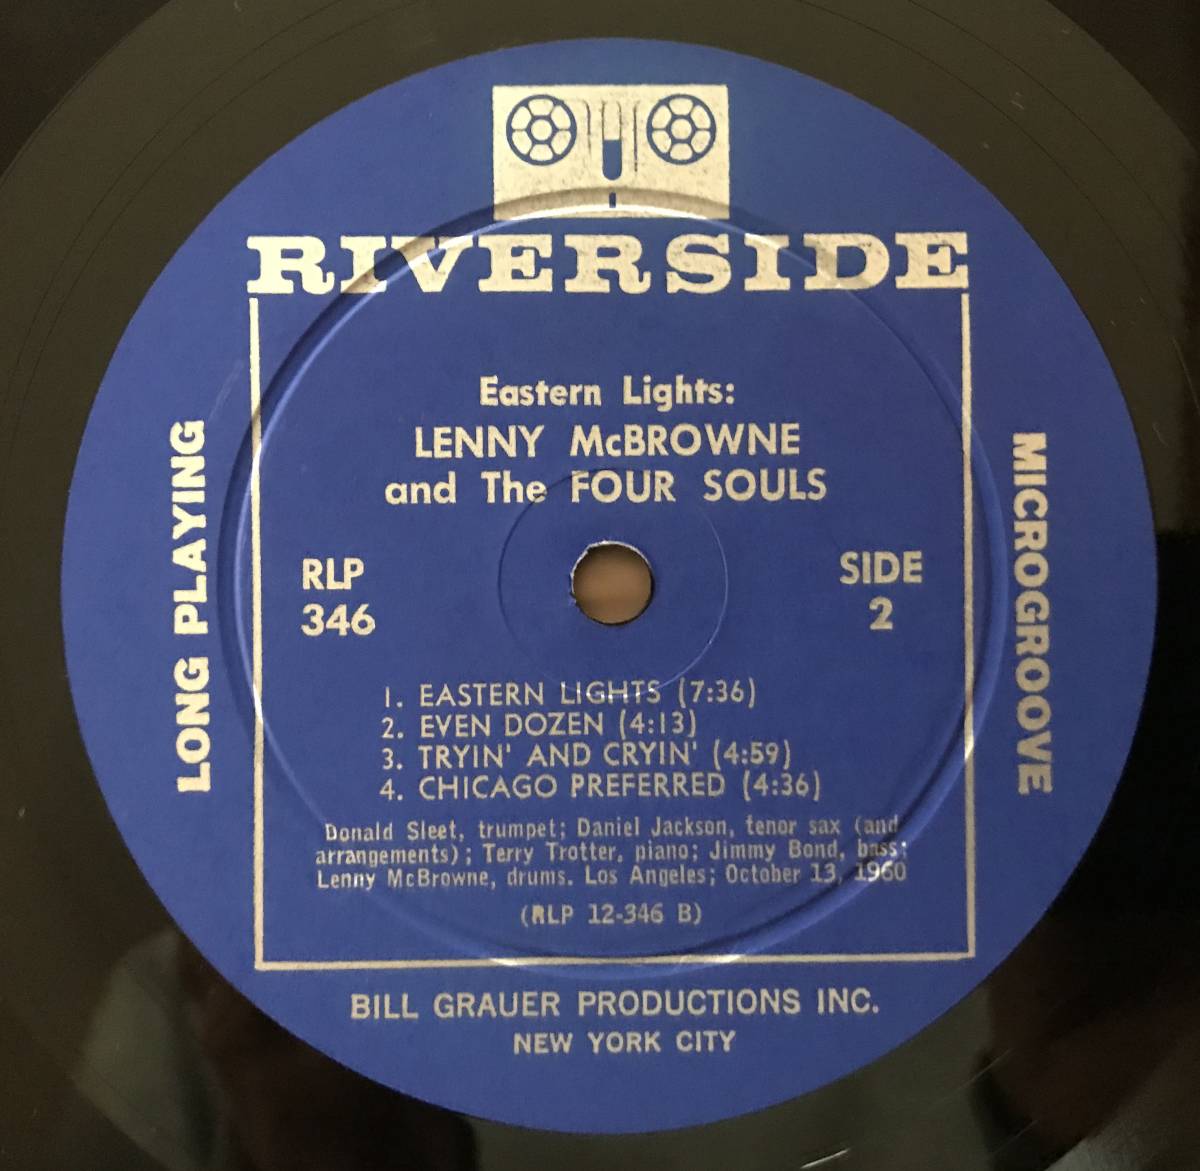 RIVERSIDE
Eastern Lights:
LENNY McBROWNE
and The FOUR SOULS
RLP
346
SIDE
2
LONG PLAYING
MICROGROOVE
1. EASTERN LIGHTS (7:36)
2. EVEN DOZEN (4:13)
3. TRYIN' AND CRYIN' (4:59)
4. CHICAGO PREFERRED (4:36)
Donald Sleet, trumpet; Daniel Jackson, tenor sax (and
arrangements); Terry Trotter, piano; Jimmy Bond, bass;
Lenny McBrowne, drums. Los Angeles; October 13, 1960
(RLP 12-346 B)
BILL GRAUER PRODUCTIONS INC.
NEW YORK CITY